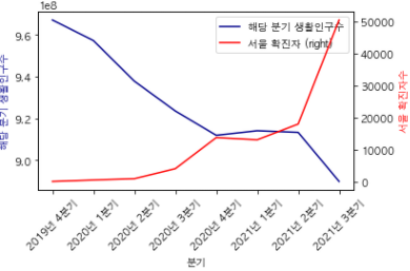 1e8
해당 분기 생활인구수
서울 확진자 (right)
9.6
9.4
9.2
9.0
50000
40000
30000
20000
10000
0
해당 분기 생활인구수
서울 확진자수
2019년 4분기
2020년 1분기
2020년 2분기
2020년 3분기
2020년 4분기
2021년 1분기
2021년 2분기
2021년 3분기
분기